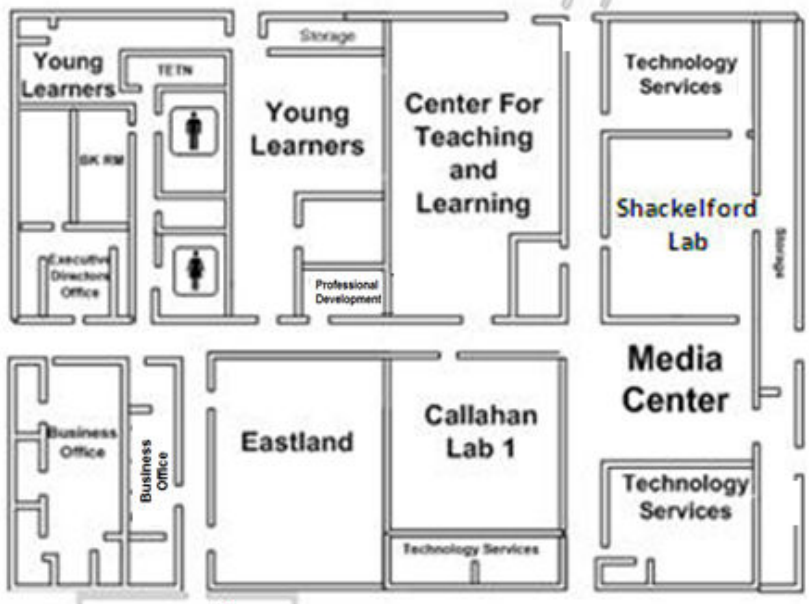 Storage
Young
Learners
TETN
Young
Learners
Center For
Teaching
and
Learning
Technology
Services
BK RM
Shackelford
Lab
Storage
Executive
Directors
Office
Professional
Development
Media
Center
Business
Office
Business
Office
Eastland
Callahan
Lab 1
Technology
Services
Technology Services